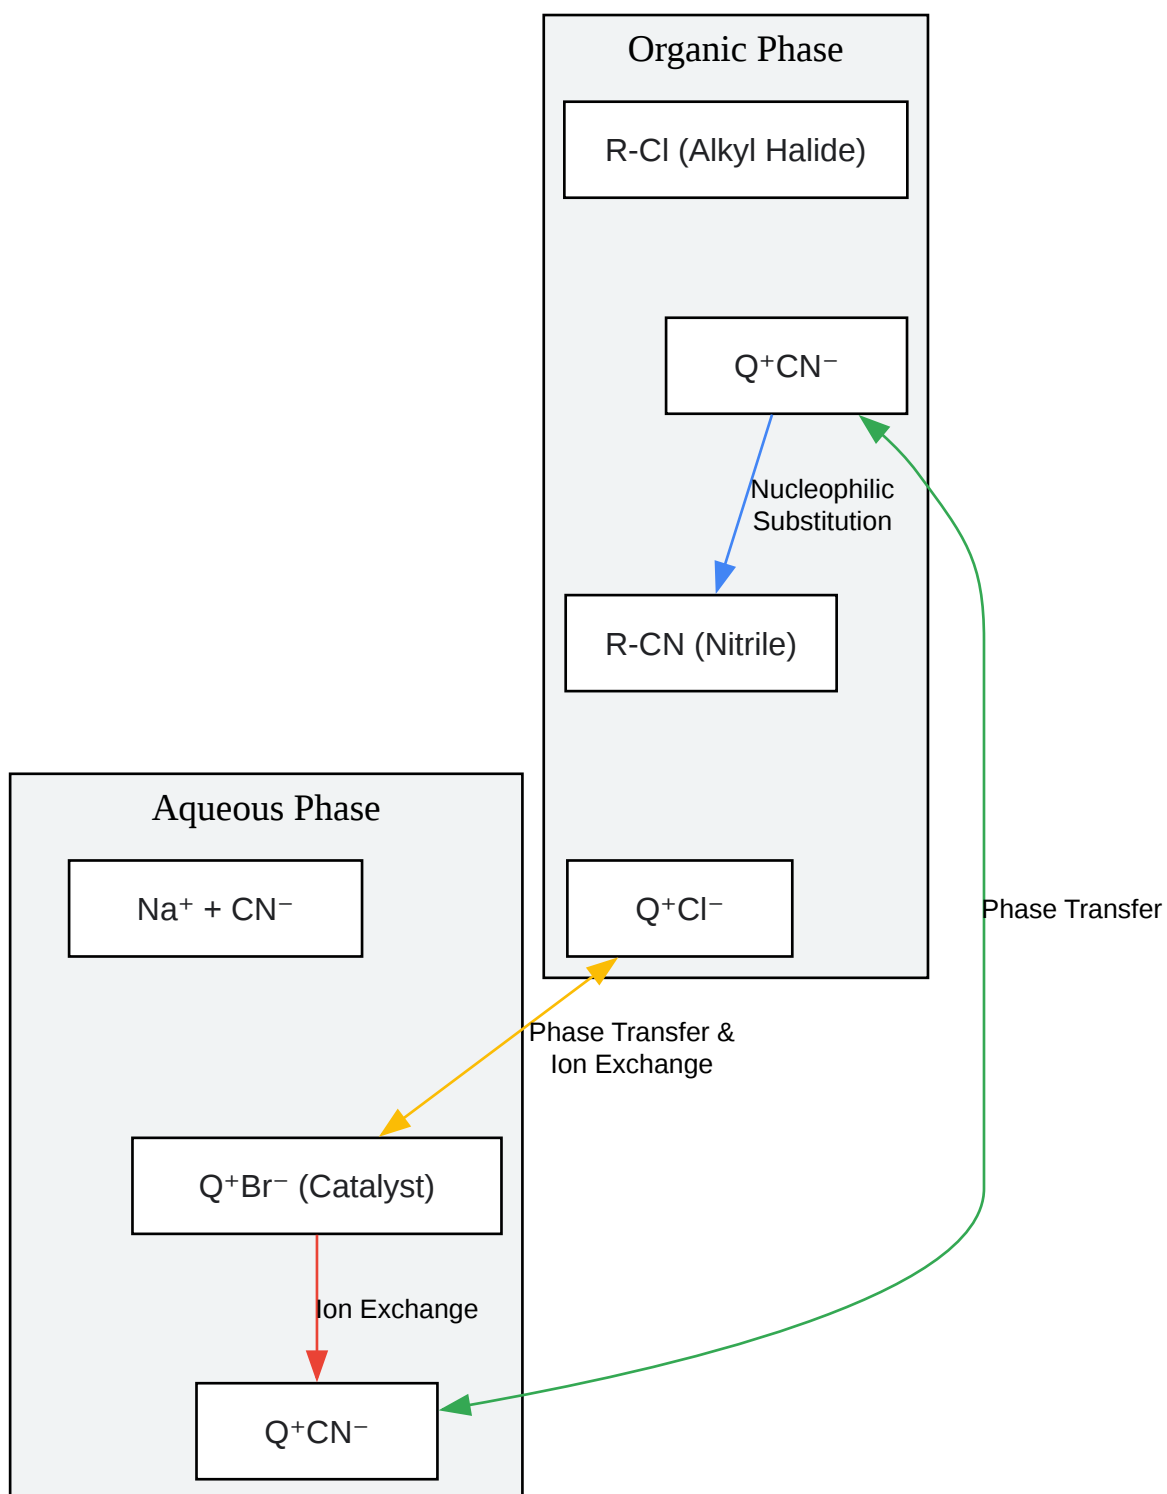 Organic Phase
R-Cl (Alkyl Halide)
Q⁺CN⁻
Nucleophilic
Substitution
R-CN (Nitrile)
Aqueous Phase
Na⁺ + CN⁻
Q⁺Cl⁻
Phase Transfer
Phase Transfer &
Ion Exchange
Q⁺Br⁻ (Catalyst)
Ion Exchange
Q⁺CN⁻